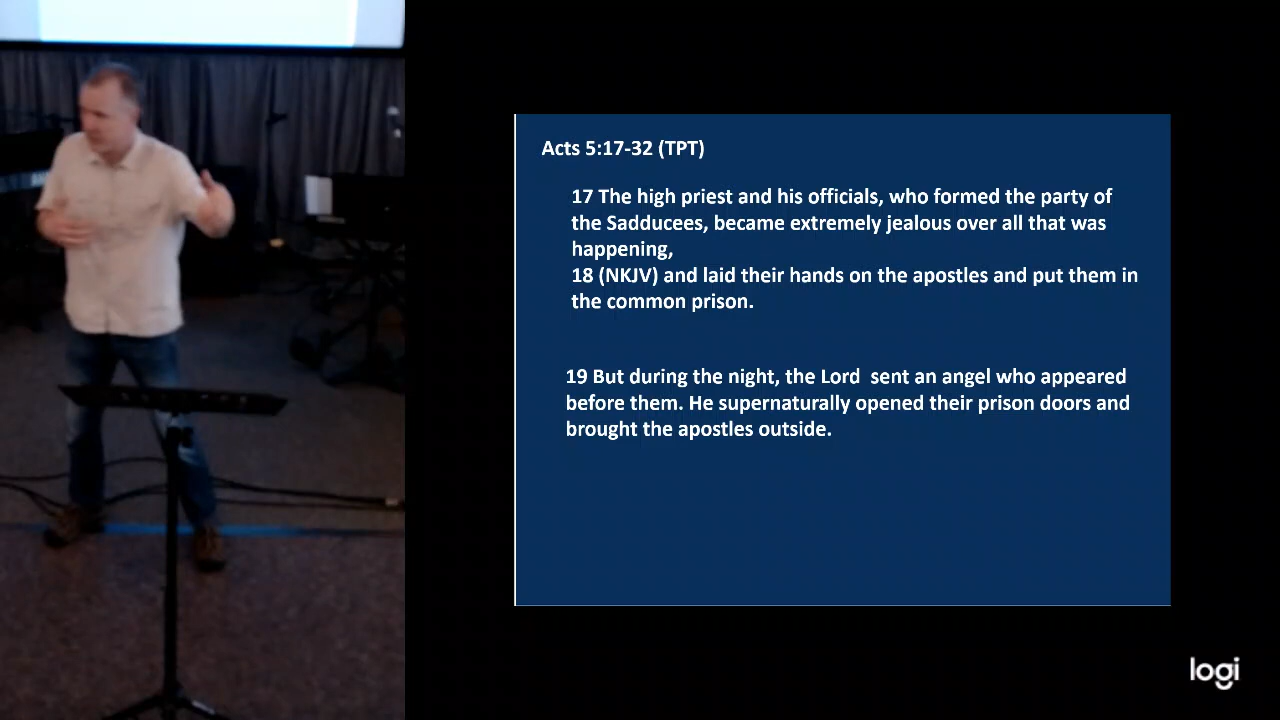 Acts 5:17-32 (TPT)
17 The high priest and his officials, who formed the party of
the Sadducees, became extremely jealous over all that was
happening,
18 (NKJV) and laid their hands on the apostles and put them in
the common prison.
19 But during the night, the Lord  sent an angel who appeared
before them. He supernaturally opened their prison doors and
brought the apostles outside.
logi